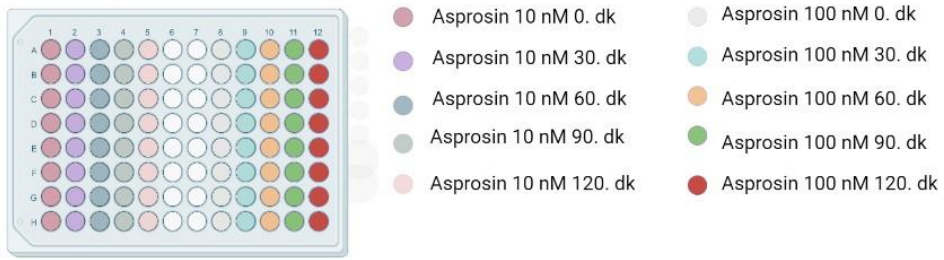 1 2 3 4 5 6 7 8 9 10 11 12
A
B
C
D
E
F
G
H
Asprosin 10 nM 0. dk
Asprosin 10 nM 30. dk
Asprosin 10 nM 60. dk
Asprosin 10 nM 90. dk
Asprosin 10 nM 120. dk
Asprosin 100 nM 0. dk
Asprosin 100 nM 30. dk
Asprosin 100 nM 60. dk
Asprosin 100 nM 90. dk
Asprosin 100 nM 120. dk